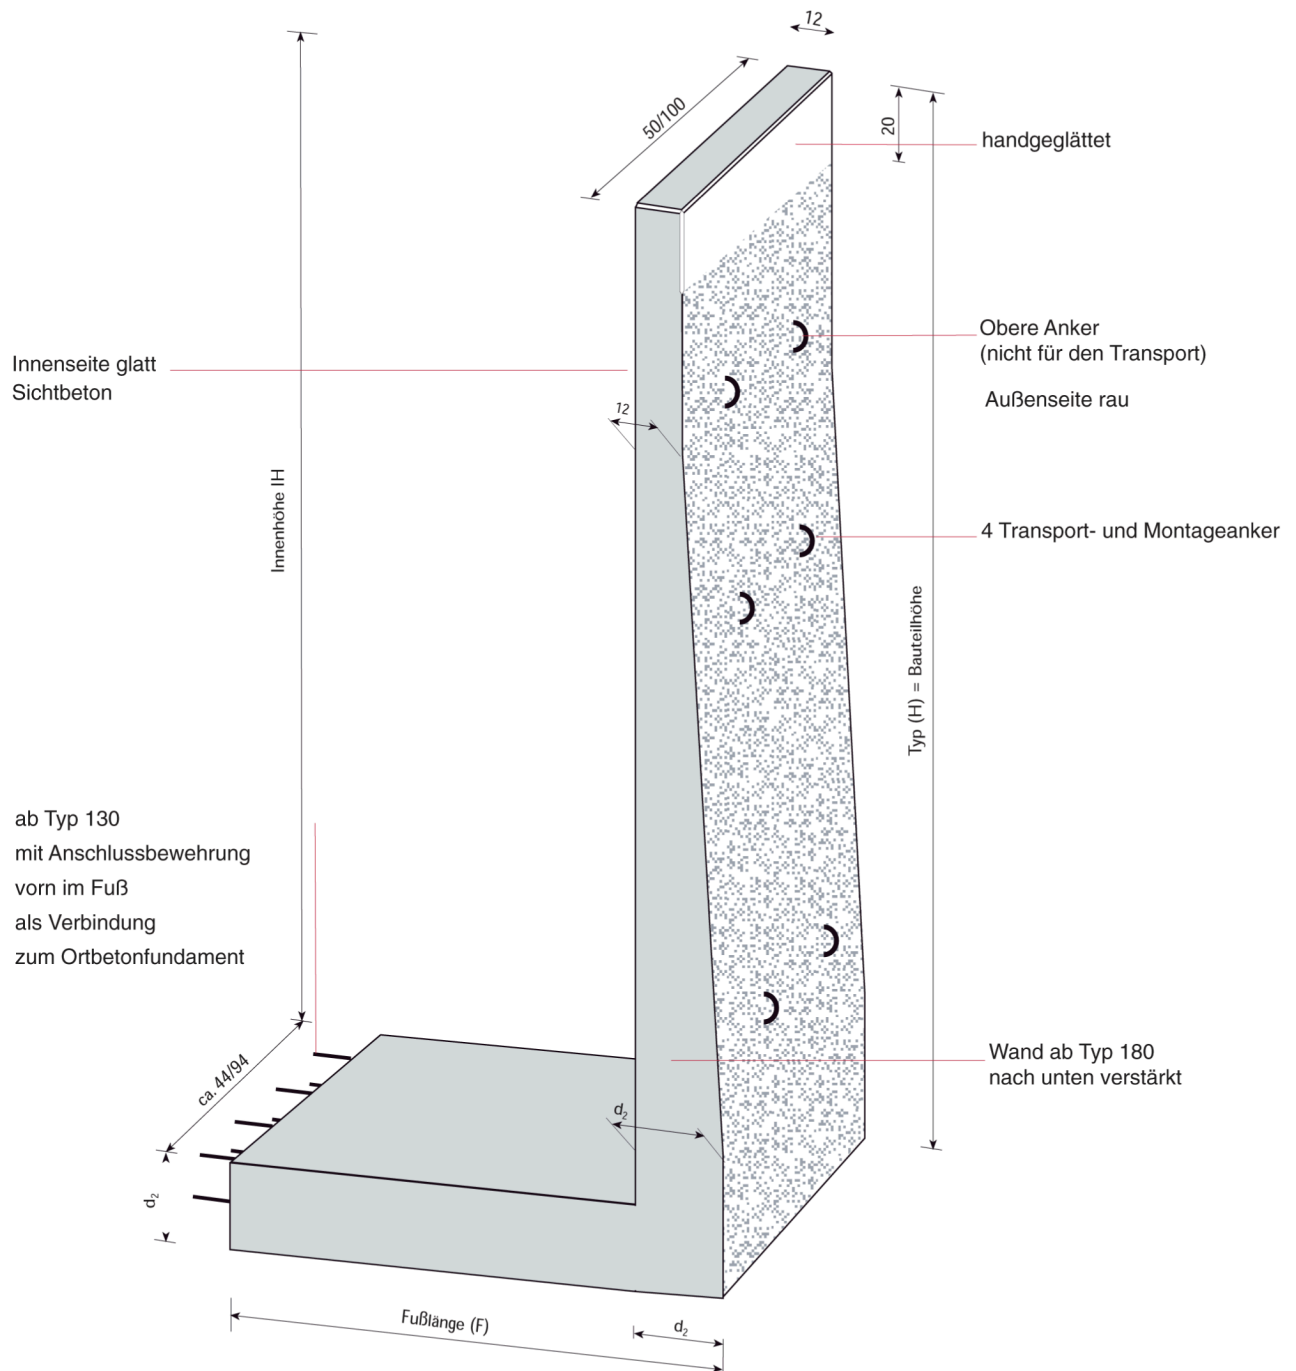 12
50/100
20
handgeglättet
Obere Anker
(nicht für den Transport)
Innenseite glatt
Sichtbeton
Außenseite rau
12
Innenhöhe IH
4 Transport- und Montageanker
Typ (H) = Bauteilhöhe
ab Typ 130
mit Anschlussbewehrung
vorn im Fuß
als Verbindung
zum Ortbetonfundament
ca. 44/94
Wand ab Typ 180
nach unten verstärkt
d₂
d₂
Fußlänge (F)
d₂